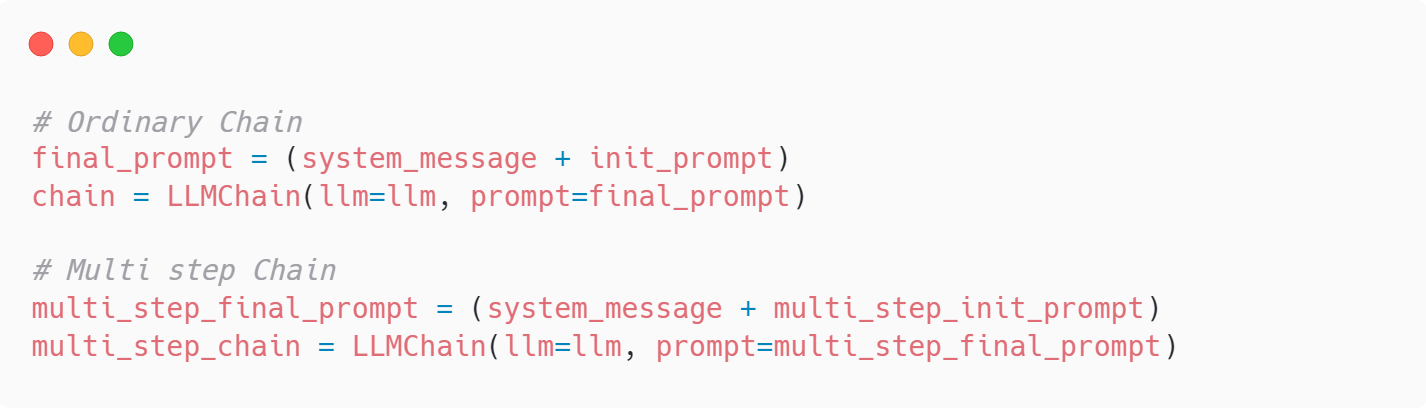 # Ordinary Chain
final_prompt = (system_message + init_prompt)
chain = LLMChain(llm=llm, prompt=final_prompt)
# Multi step Chain
multi_step_final_prompt = (system_message + multi_step_init_prompt)
multi_step_chain = LLMChain(llm=llm, prompt=multi_step_final_prompt)